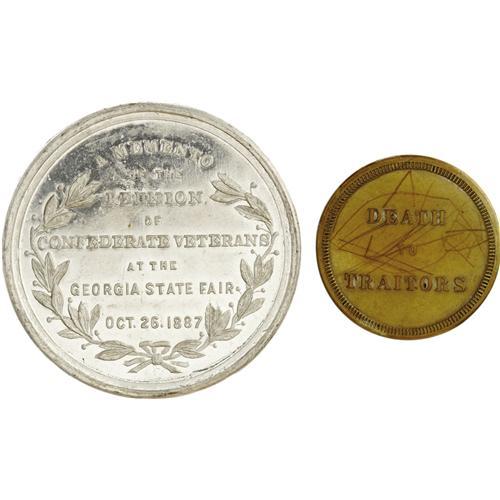 A MEMENTO
OF THE
REUNION
OF
CONFEDERATE VETERANS
AT THE
GEORGIA STATE FAIR.
OCT. 26. 1887
DEATH
TO
TRAITORS